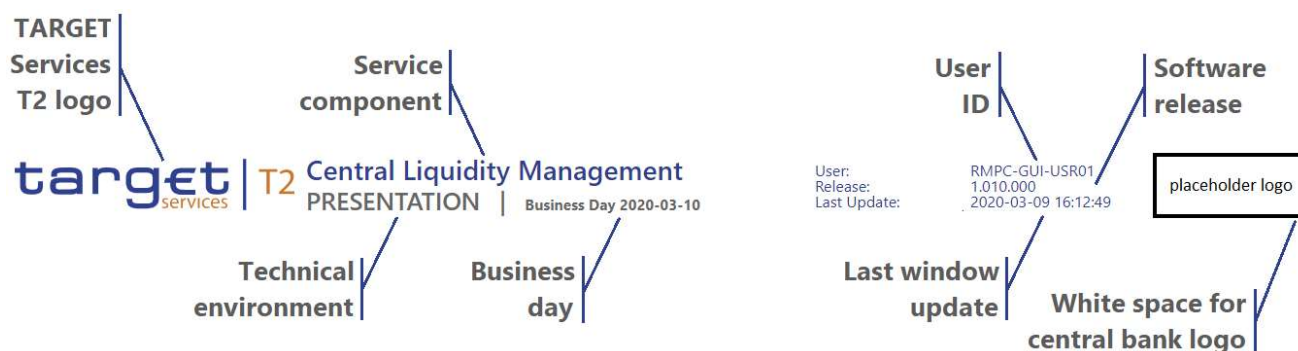 TARGET
Services
T2 logo
Service
component
User
ID
Software
release
target
services
T2
Central Liquidity Management
PRESENTATION | Business Day 2020-03-10
User: RMPC-GUI-USR01
Release: 1.010.000
Last Update: 2020-03-09 16:12:49
placeholder logo
Technical
environment
Business
day
Last window
update
White space for
central bank logo